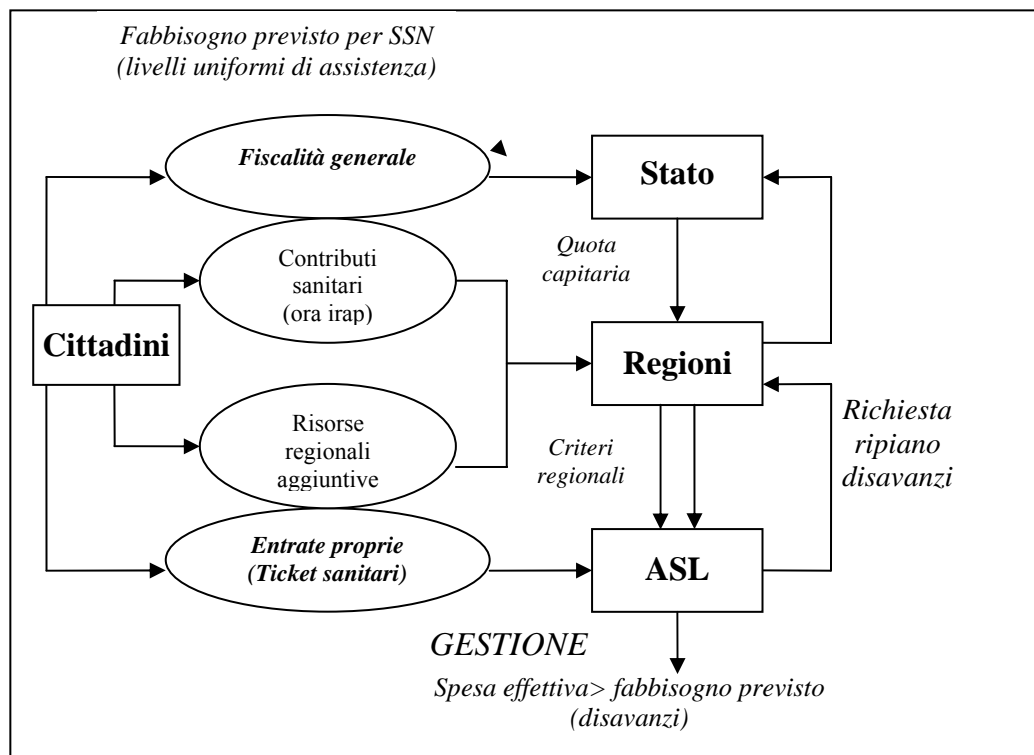 Fabbisogno previsto per SSN
(livelli uniformi di assistenza)
Fiscalità generale
Stato
Quota
capitaria
Contributi
sanitari
(ora irap)
Cittadini
Regioni
Risorse
regionali
aggiuntive
Criteri
regionali
Richiesta
ripiano
disavanzi
Entrate proprie
(Ticket sanitari)
ASL
GESTIONE
Spesa effettiva> fabbisogno previsto
(disavanzi)